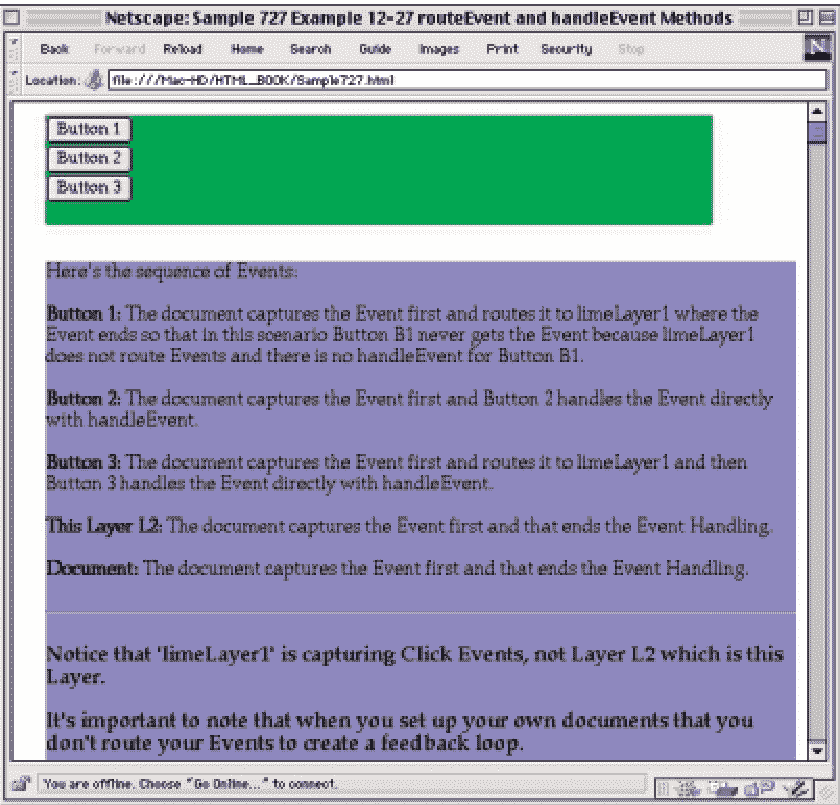 Netscape: Sample 727 Example 12-27 routeEvent and handleEvent Methods
Back Forward Reload Home Search Guide Images Print Security Stop
Location: file:///Mac-HD/HTML_BOOK/Sample727.html
Button 1
Button 2
Button 3
Here's the sequence of Events:
Button 1: The document captures the Event first and routes it to limeLayer1 where the
Event ends so that in this scenario Button B1 never gets the Event because limeLayer1
does not route Events and there is no handleEvent for Button B1.
Button 2: The document captures the Event first and Button 2 handles the Event directly
with handleEvent.
Button 3: The document captures the Event first and routes it to limeLayer1 and then
Button 3 handles the Event directly with handleEvent.
This Layer L2: The document captures the Event first and that ends the Event Handling.
Document: The document captures the Event first and that ends the Event Handling.
Notice that 'limeLayer1' is capturing Click Events, not Layer L2 which is this
Layer.
It's important to note that when you set up your own documents that you
don't route your Events to create a feedback loop.
You are offline. Choose "Go Online..." to connect.